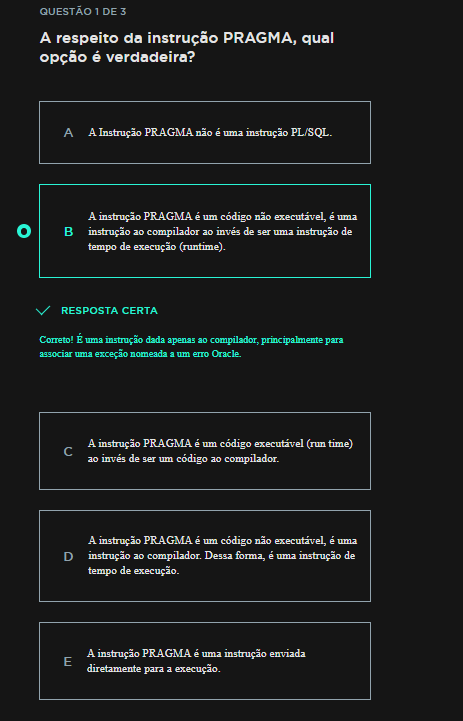 QUESTÃO 1 DE 3
A respeito da instrução PRAGMA, qual
opção é verdadeira?
A A Instrução PRAGMA não é uma instrução PL/SQL.
B A instrução PRAGMA é um código não executável, é uma
instrução ao compilador ao invés de ser uma instrução de
tempo de execução (runtime).
RESPOSTA CERTA
Correto! É uma instrução dada apenas ao compilador, principalmente para
associar uma exceção nomeada a um erro Oracle.
C A instrução PRAGMA é um código executável (run time)
ao invés de ser um código ao compilador.
D A instrução PRAGMA é um código não executável, é uma
instrução ao compilador. Dessa forma, é uma instrução de
tempo de execução.
E A instrução PRAGMA é uma instrução enviada
diretamente para a execução.